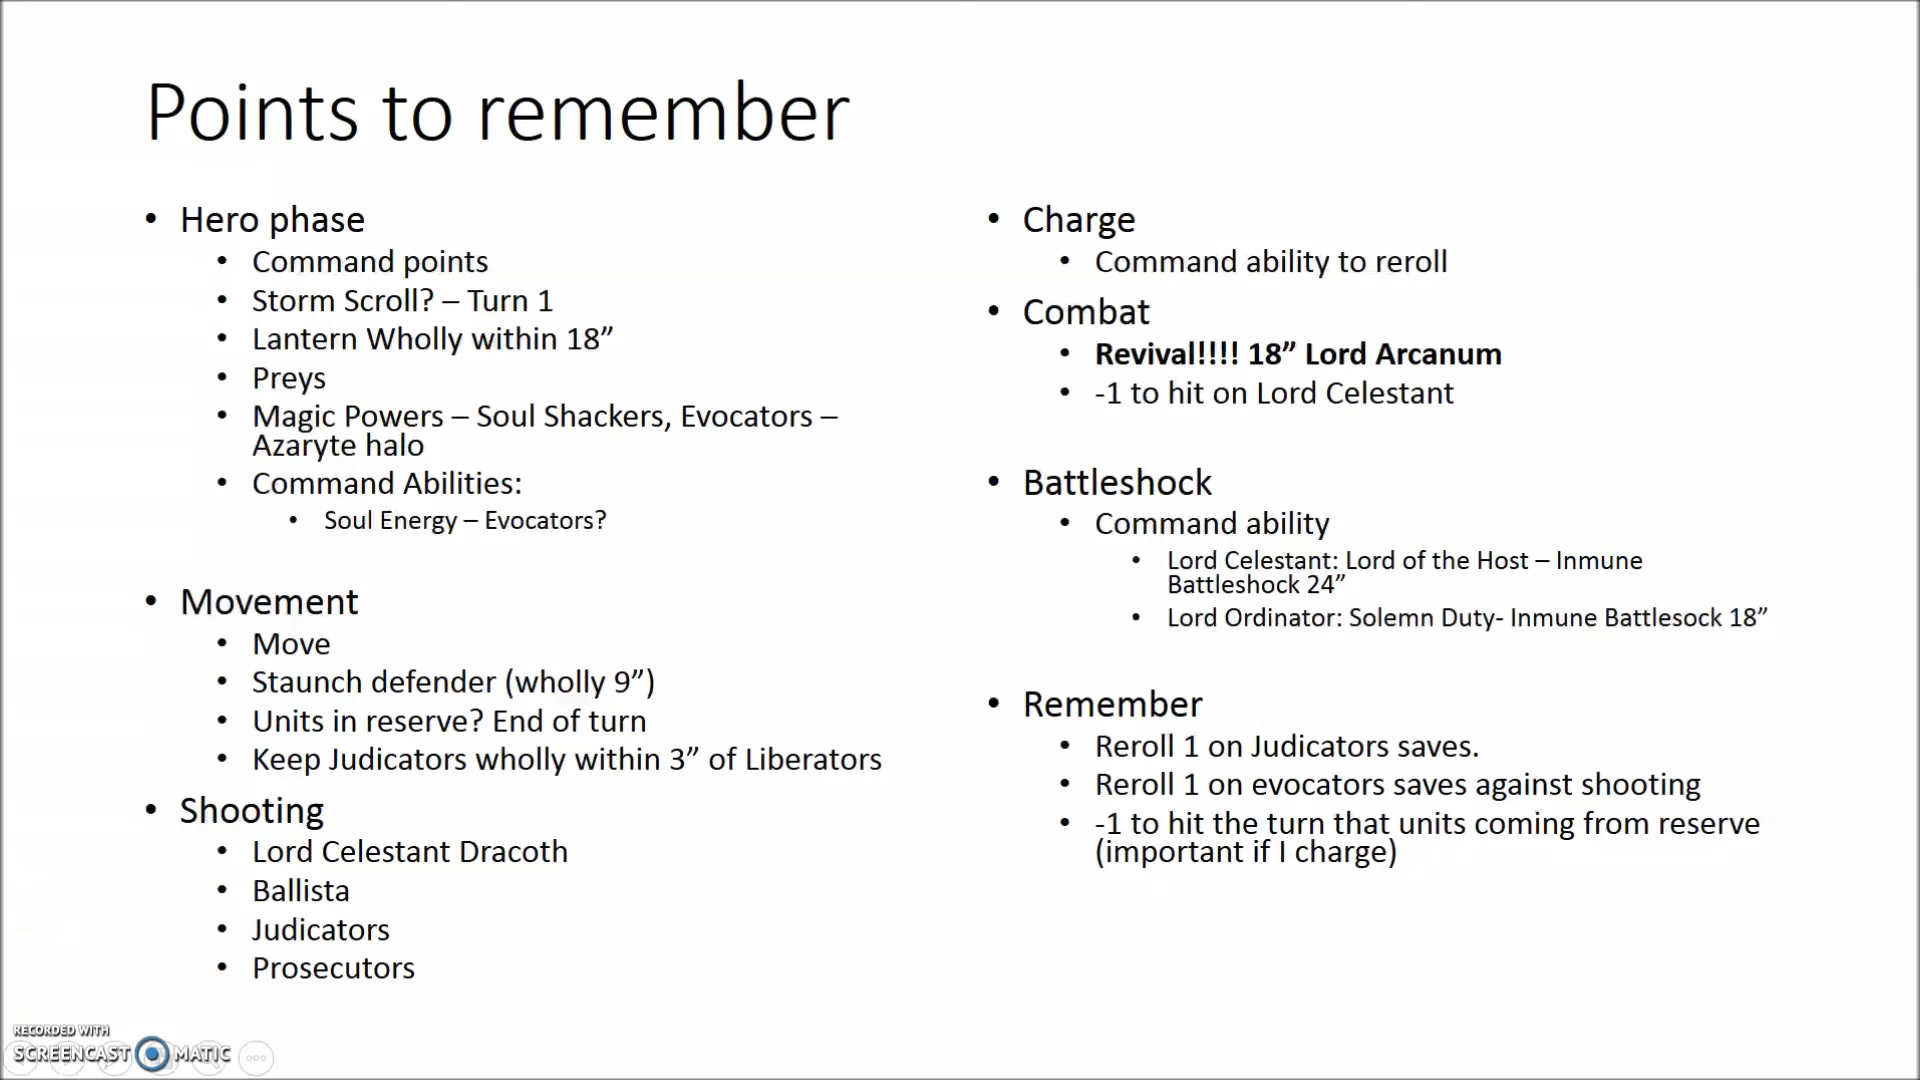 Points to remember
• Hero phase
• Command points
• Storm Scroll? – Turn 1
• Lantern Wholly within 18”
• Preys
• Magic Powers – Soul Shackers, Evocators –
Azaryte halo
• Command Abilities:
• Soul Energy – Evocators?
• Movement
• Move
• Staunch defender (wholly 9”)
• Units in reserve? End of turn
• Keep Judicators wholly within 3” of Liberators
• Shooting
• Lord Celestant Dracoth
• Ballista
• Judicators
• Prosecutors
• Charge
• Command ability to reroll
• Combat
• Revival!!!! 18” Lord Arcanum
• -1 to hit on Lord Celestant
• Battleshock
• Command ability
• Lord Celestant: Lord of the Host – Inmune
Battleshock 24”
• Lord Ordinator: Solemn Duty- Inmune Battlesock 18”
• Remember
• Reroll 1 on Judicators saves.
• Reroll 1 on evocators saves against shooting
• -1 to hit the turn that units coming from reserve
(important if I charge)
RECORDED WITH
SCREENCAST MATIC